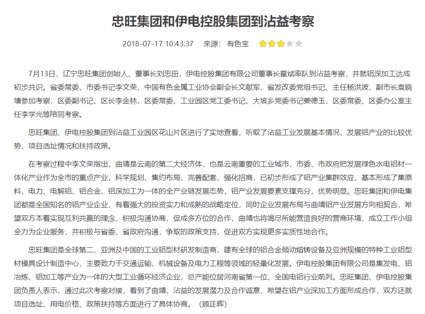 忠旺集团和伊电控股集团到沾益考察
2018-07-17 10:43:37 来源： 有色宝
7月13日，辽宁忠旺集团创始人、董事长刘忠田、伊电控股集团有限公司董事长霍斌率队到沾益考察，并就铝深加工达成
初步共识。省委常委、市委书记李文荣，中国有色金属工业协会副会长文献军，省发改委党组书记、主任杨洪波，副市长袁晓
瑭参加考察，区委副书记、区长李金林、区委常委、工业园区党工委书记、大坡乡党委书记姜德玉，区委常委、区委办公室主
任李学光等陪同考察。
忠旺集团、伊电控股集团到沾益工业园区花山片区进行了实地查看，听取了沾益工业发展基本情况、发展铝产业的比较优
势、项目选址情况和扶持政策。
在考察过程中李文荣指出，曲靖是云南的第二大经济体，也是云南重要的工业城市，市委、市政府把发展绿色水电铝材一
体化产业作为全市的重点产业，科学规划、集约布局、完善配套、强化招商，已初步形成了铝产业集群效应，基本形成了集原
料、电力、电解铝、铝合金、铝深加工为一体的全产业链发展态势，铝产业发展要素支撑充分，优势明显。忠旺集团和伊电集
团都是全国知名的铝产业企业，有着强大的投资实力和成熟的战略定位，同时企业发展布局与曲靖铝产业发展方向相契合，希
望双方本着实现互利共赢的理念，积极沟通协商，促成多方位的合作，曲靖也将竭尽所能营造良好的营商环境，成立工作小组
全力为企业服务，并积极与省委、省政府沟通，争取的政策支持，促进双方实现更多实质性地合作。
忠旺集团是全球第二、亚洲及中国的工业铝型材研发制造商，建有全球的铝合金倾动熔铸设备及亚洲规模的特种工业铝型
材模具设计制造中心，主要致力于交通运输、机械设备及电力工程等领域的轻量化发展。伊电控股集团有限公司是集发电、铝
冶炼、铝加工等产业为一体的大型工业循环经济企业，总产能位居河南省第一位、全国电铝行业前列。忠旺集团、伊电控股集
团负责人表示，通过此次考察对接，看到了曲靖、沾益的发展潜力及合作诚意，希望在铝产业深加工方面形成合作，双方还就
项目选址、用电价格、政策扶持等方面进行了具体协商。（顾正辉）